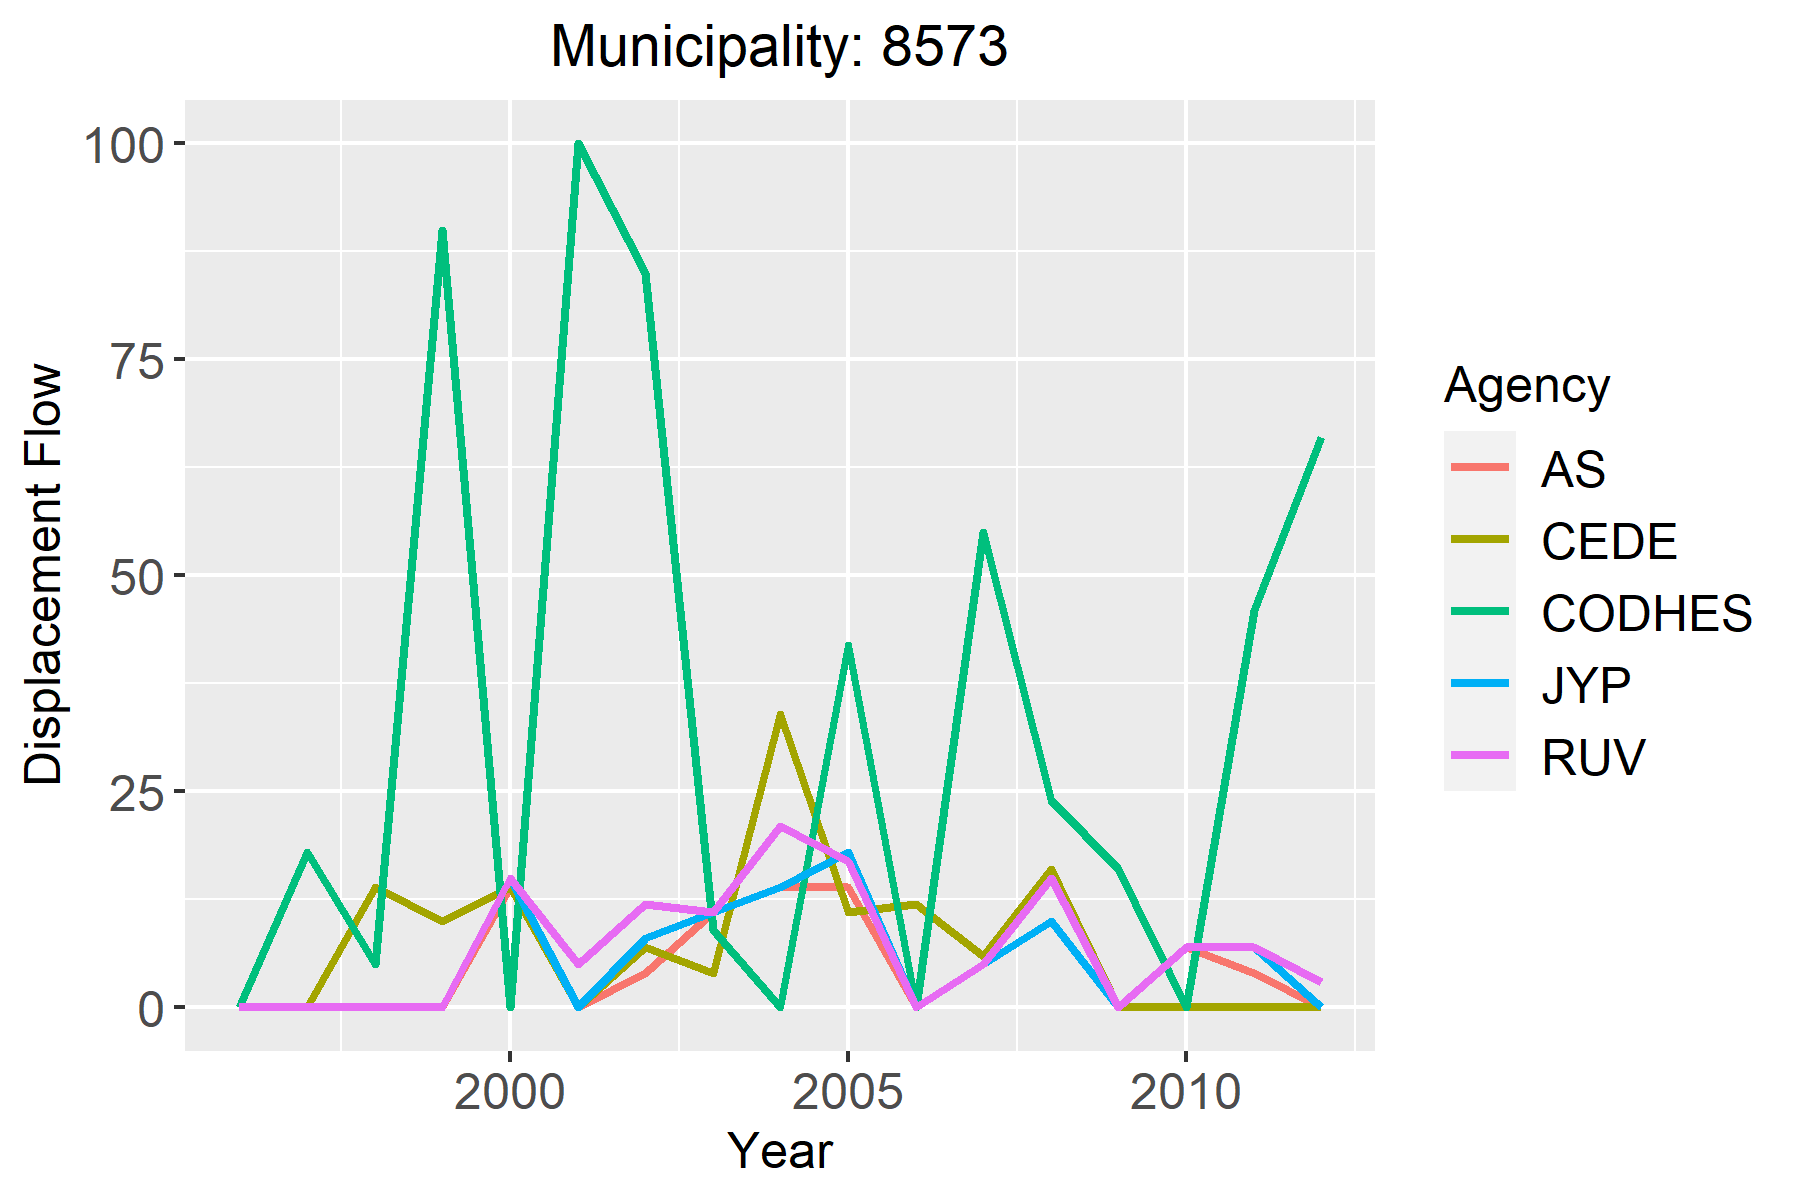 Municipality: 8573
100
75
50
25
0
Displacement Flow
2000 2005 2010
Year
Agency
AS
CEDE
CODHES
JYP
RUV